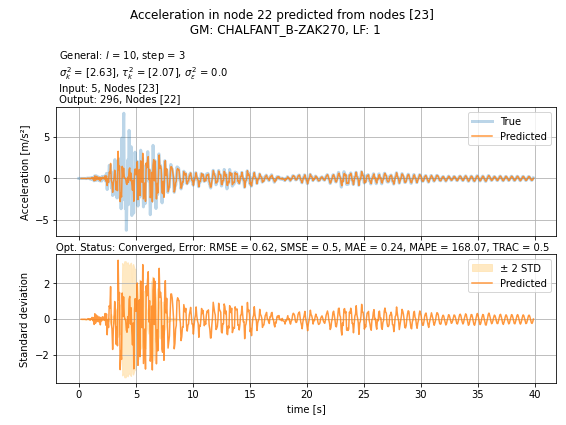 Acceleration in node 22 predicted from nodes [23]
GM: CHALFANT_B-ZAK270, LF: 1
General: l = 10, step = 3
σ²ₖ = [2.63], τ²ₖ = [2.07], σ²ε = 0.0
Input: 5, Nodes [23]
Output: 296, Nodes [22]
True
Predicted
5
0
−5
Acceleration [m/s²]
Opt. Status: Converged, Error: RMSE = 0.62, SMSE = 0.5, MAE = 0.24, MAPE = 168.07, TRAC = 0.5
± 2 STD
Predicted
2
0
−2
Standard deviation
0 5 10 15 20 25 30 35 40
time [s]